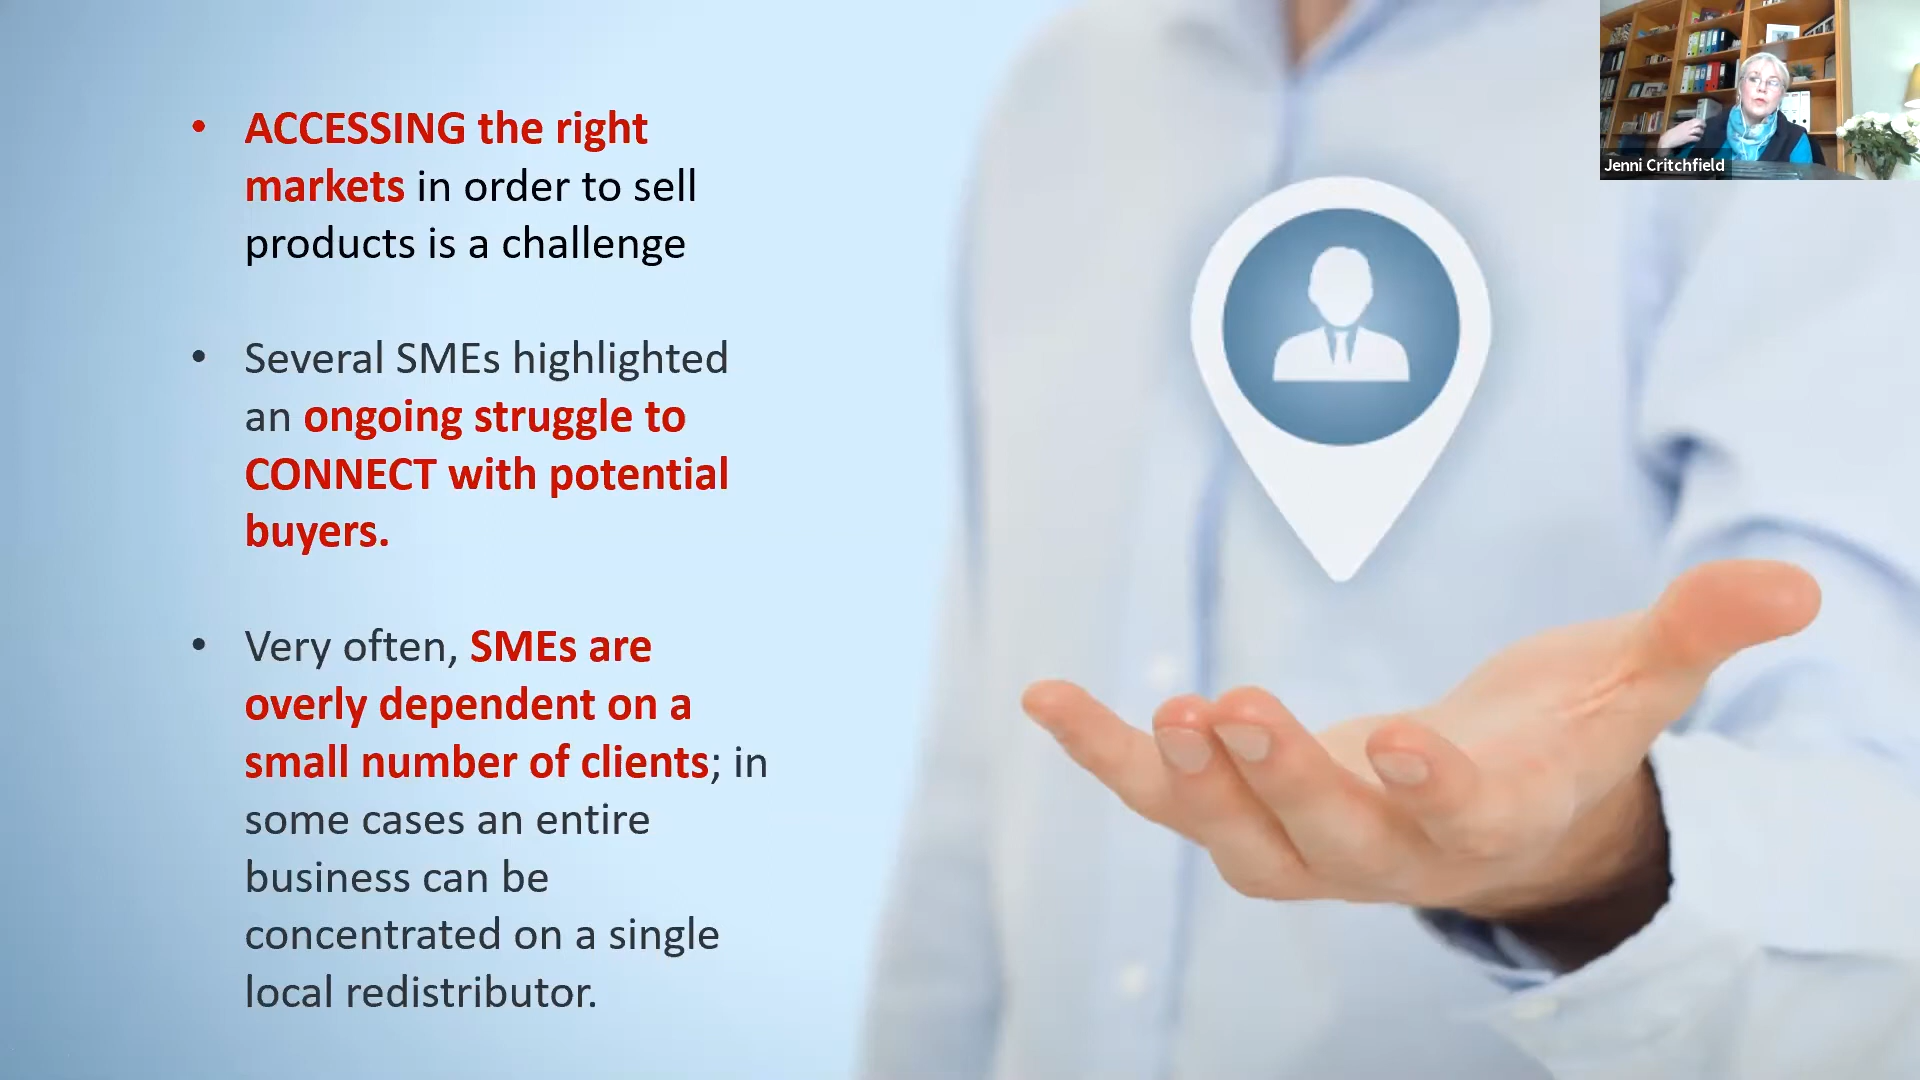 • ACCESSING the right
markets in order to sell
products is a challenge
• Several SMEs highlighted
an ongoing struggle to
CONNECT with potential
buyers.
• Very often, SMEs are
overly dependent on a
small number of clients; in
some cases an entire
business can be
concentrated on a single
local redistributor.
Jenni Critchfield